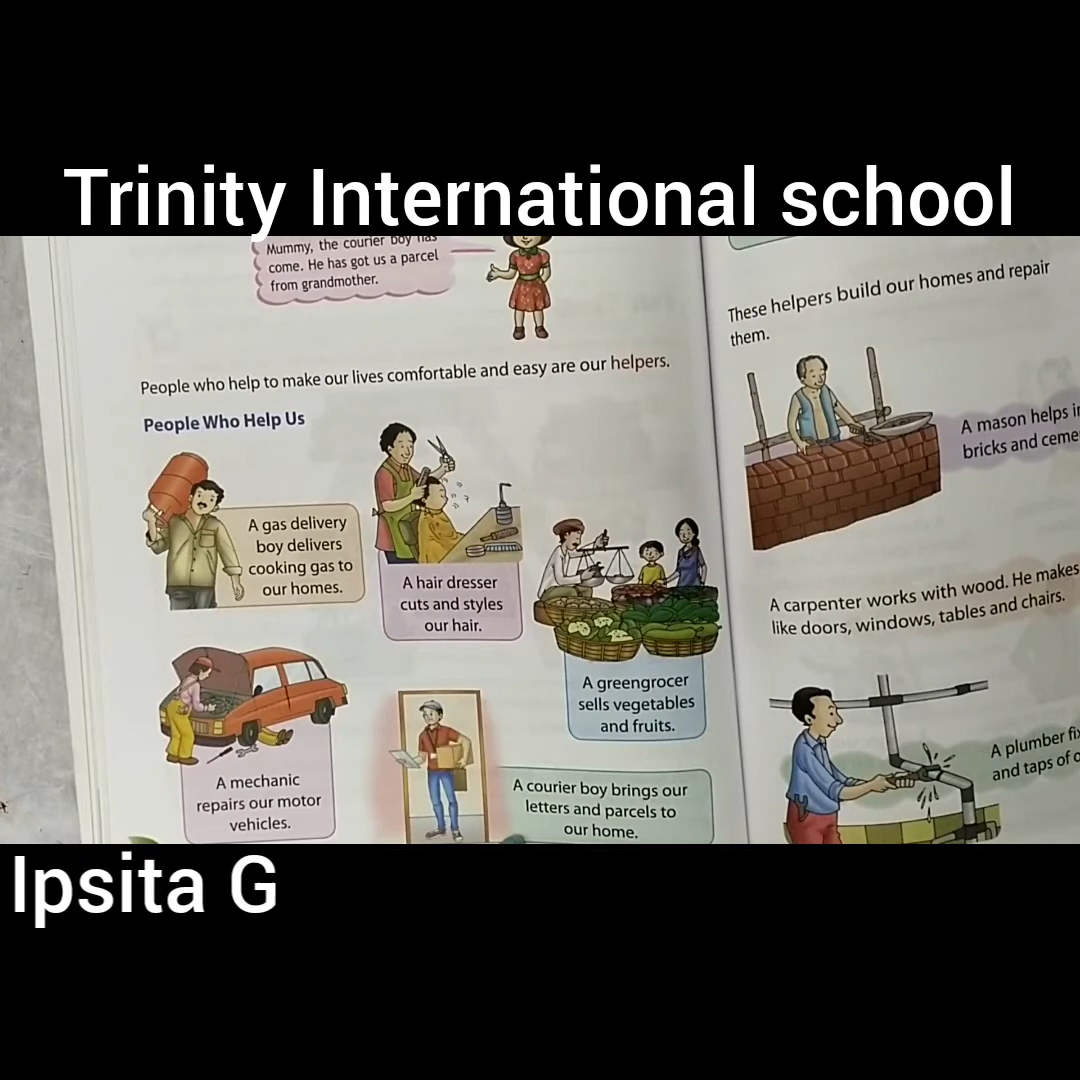 Trinity International school
Mummy, the courier boy has
come. He has got us a parcel
from grandmother.
People who help to make our lives comfortable and easy are our helpers.
People Who Help Us
A gas delivery
boy delivers
cooking gas to
our homes.
A hair dresser
cuts and styles
our hair.
A greengrocer
sells vegetables
and fruits.
A mechanic
repairs our motor
vehicles.
A courier boy brings our
letters and parcels to
our home.
These helpers build our homes and repair
them.
A mason helps
bricks and
A carpenter works with wood. He makes
like doors, windows, tables and chairs.
A plumber
and taps of
Ipsita G